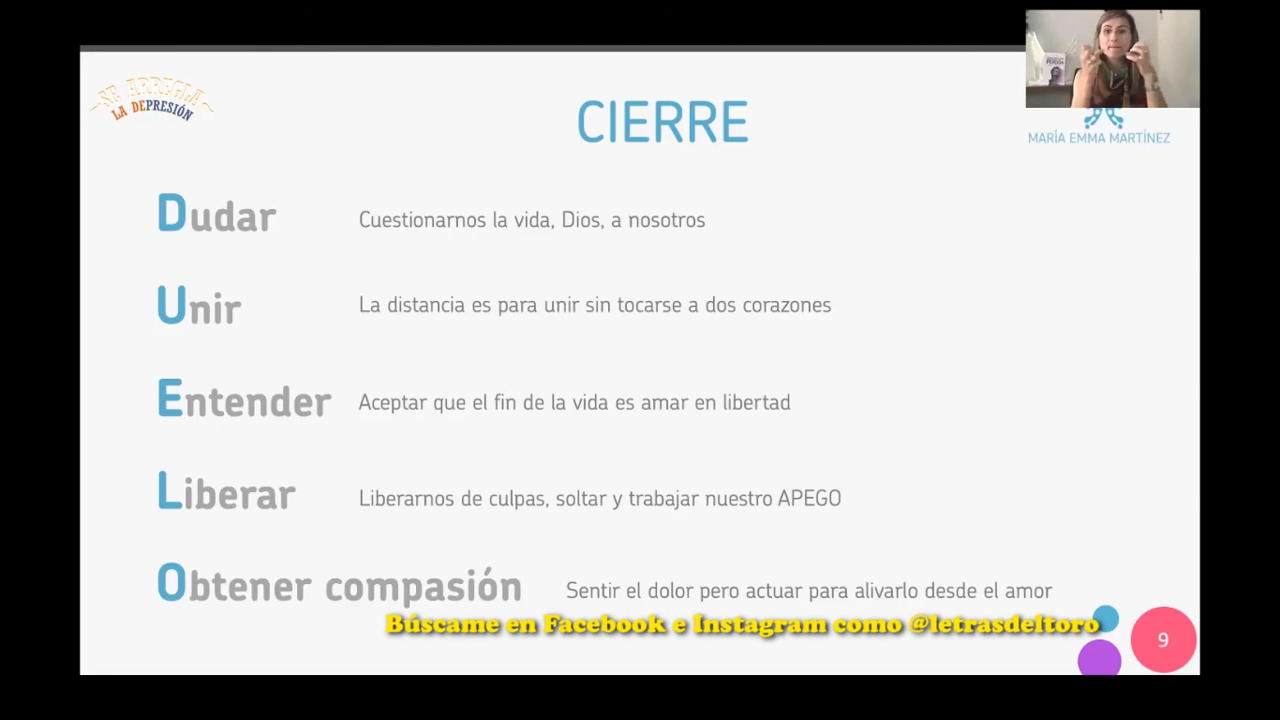 SE ARREGLA
LA DEPRESIÓN
CIERRE
MARÍA EMMA MARTÍNEZ
Dudar Cuestionarnos la vida, Dios, a nosotros
Unir La distancia es para unir sin tocarse a dos corazones
Entender Aceptar que el fin de la vida es amar en libertad
Liberar Liberarnos de culpas, soltar y trabajar nuestro APEGO
Obtener compasión Sentir el dolor pero actuar para alivarlo desde el amor
Búscame en Facebook e Instagram como @letrasdeltoro
9